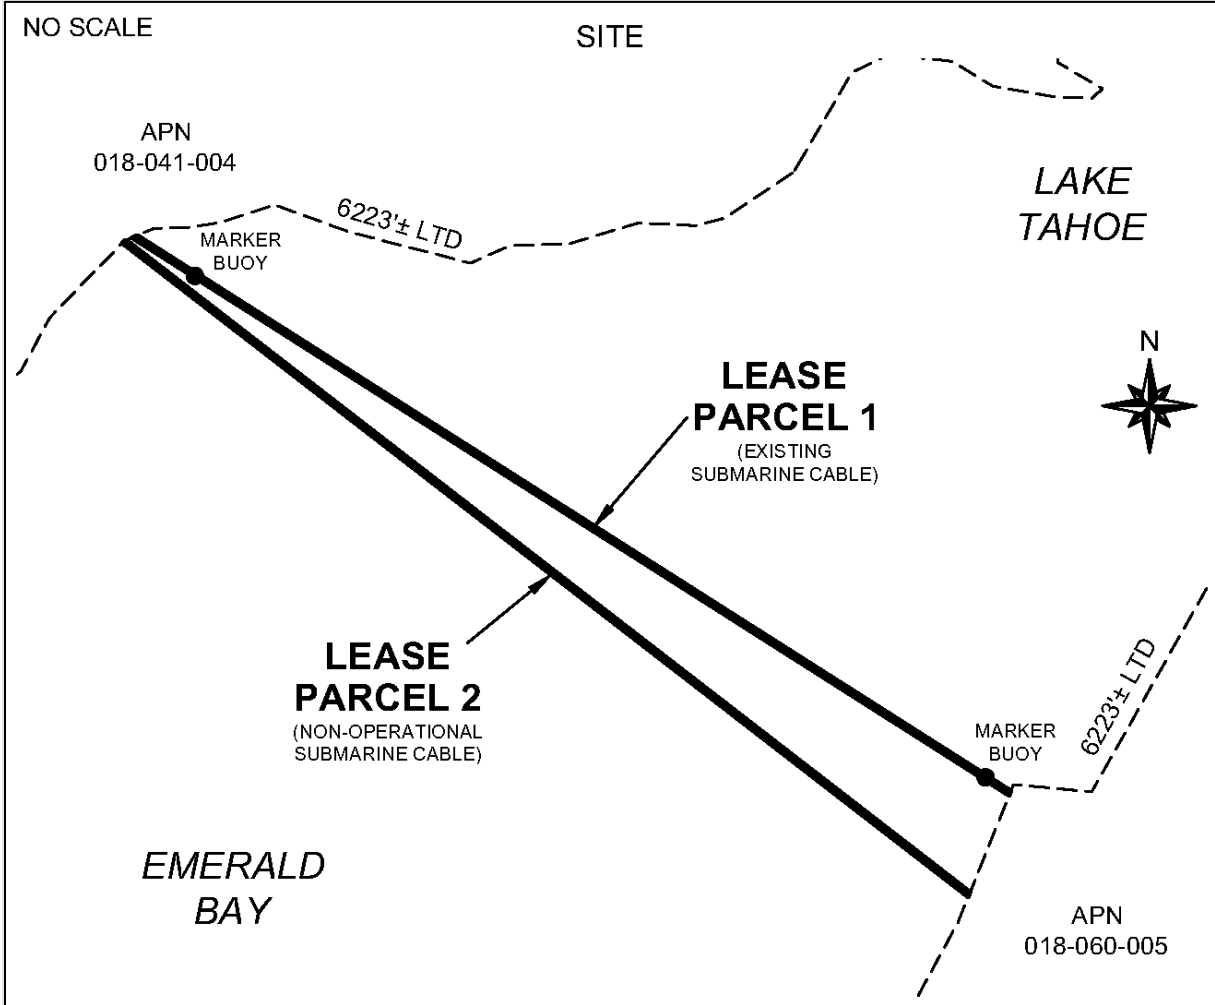 NO SCALE
SITE
APN
018-041-004
6223'± LTD
LAKE
TAHOE
MARKER
BUOY
N
LEASE
PARCEL 1
(EXISTING
SUBMARINE CABLE)
LEASE
PARCEL 2
(NON-OPERATIONAL
SUBMARINE CABLE)
6223'± LTD
MARKER
BUOY
EMERALD
BAY
APN
018-060-005